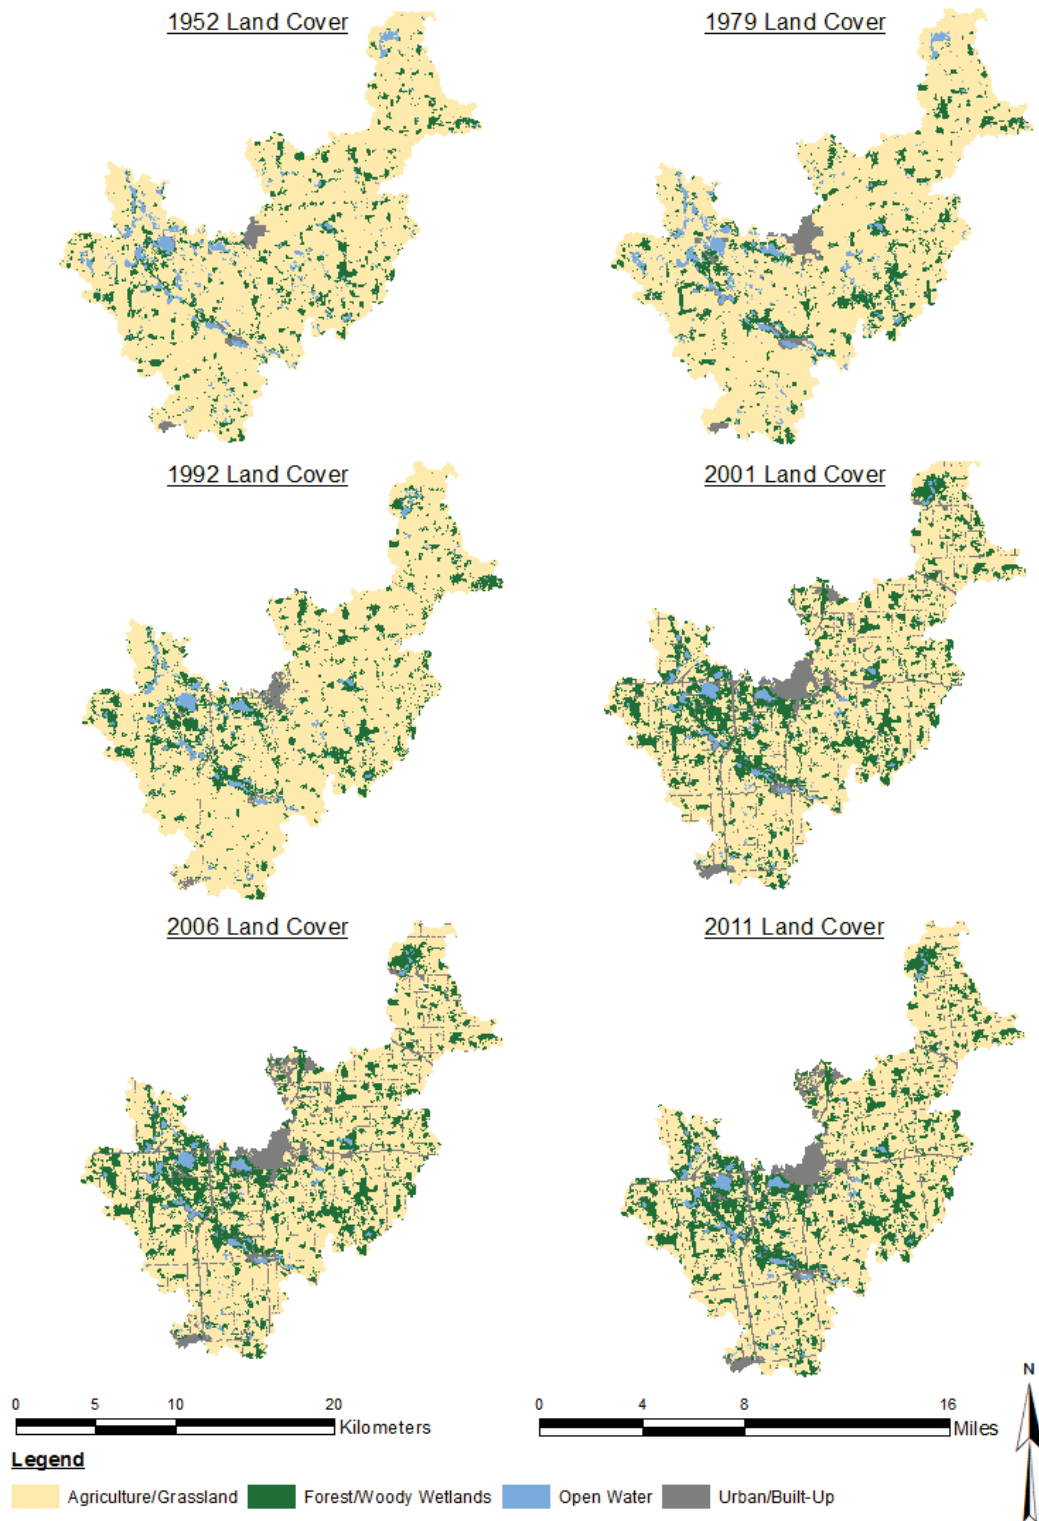 1952 Land Cover
1979 Land Cover
1992 Land Cover
2001 Land Cover
2006 Land Cover
2011 Land Cover
N
0 5 10 20
Kilometers
0 4 8 16
Miles
Legend
Agriculture/Grassland Forest/Woody Wetlands Open Water Urban/Built-Up